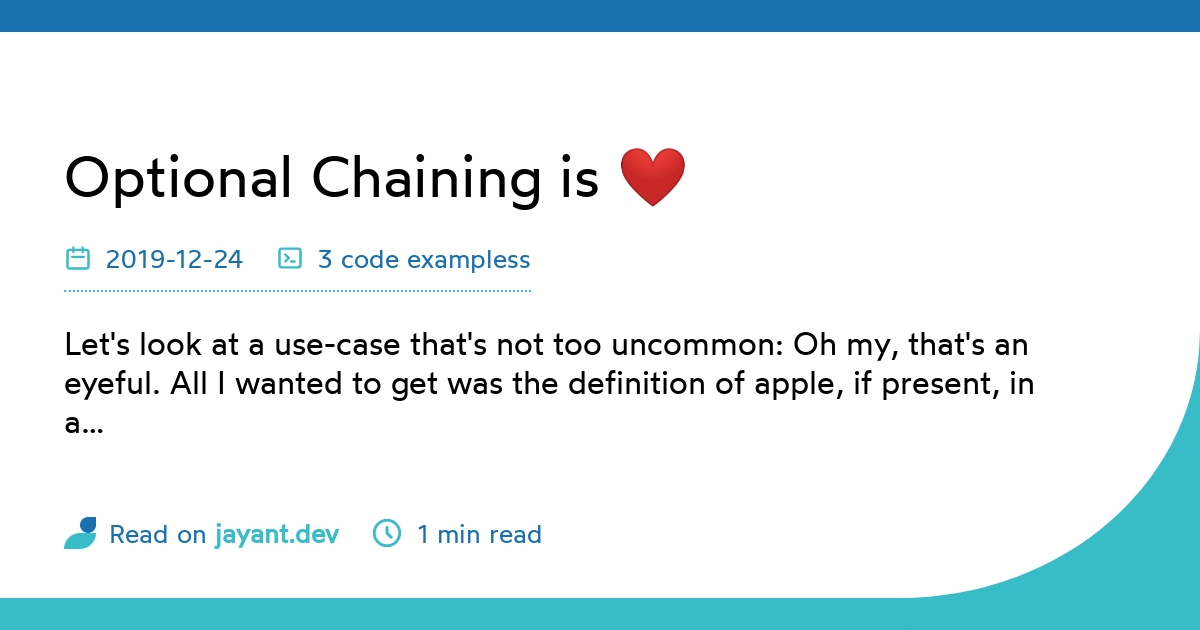 Optional Chaining is ❤️
2019-12-24 3 code exampless
Let's look at a use-case that's not too uncommon: Oh my, that's an
eyeful. All I wanted to get was the definition of apple, if present, in
a...
Read on jayant.dev 1 min read